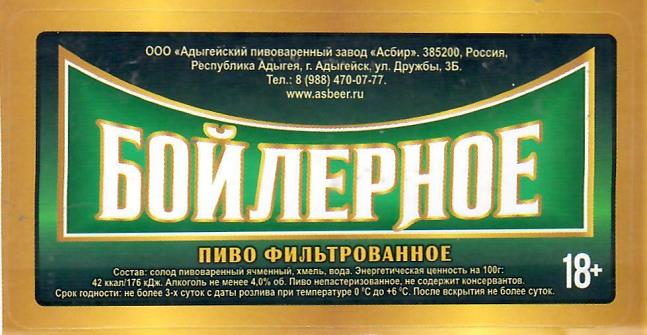 ООО «Адыгейский пивоваренный завод «Асбир». 385200, Россия,
Республика Адыгея, г. Адыгейск, ул. Дружбы, 3Б.
Тел.: 8 (988) 470-07-77.
www.asbeer.ru
БОЙЛЕРНОЕ
ПИВО ФИЛЬТРОВАННОЕ
Состав: солод пивоваренный ячменный, хмель, вода. Энергетическая ценность на 100г:
42 ккал/176 кДж. Алкоголь не менее 4,0% об. Пиво непастеризованное, не содержит консервантов.
Срок годности: не более 3-х суток с даты розлива при температуре 0 °С до +6 °С. После вскрытия не более суток.
18+